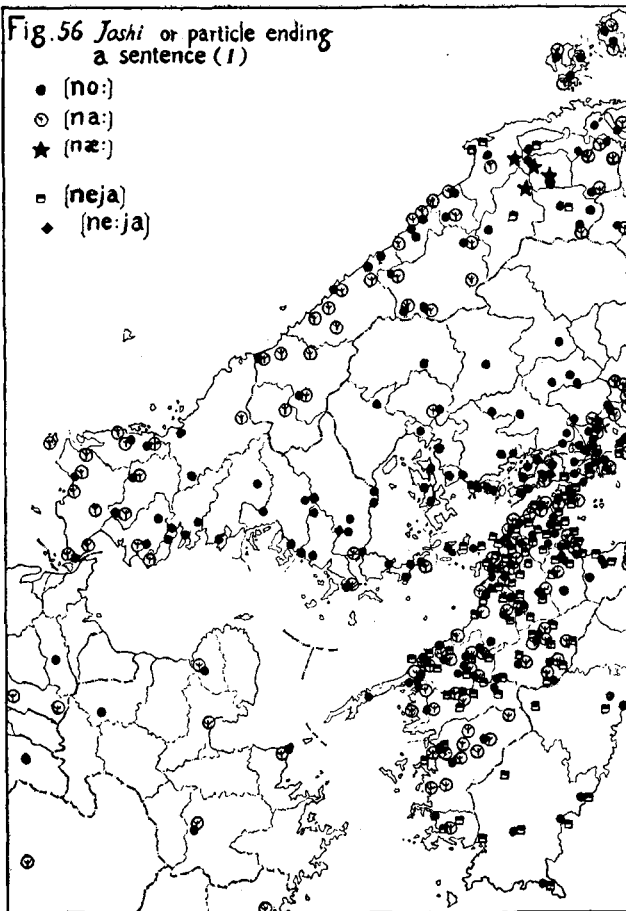 Fig.56 Joshi or particle ending
a sentence (1)
[no:]
[na:]
[næ:]
[neja]
[ne:ja]